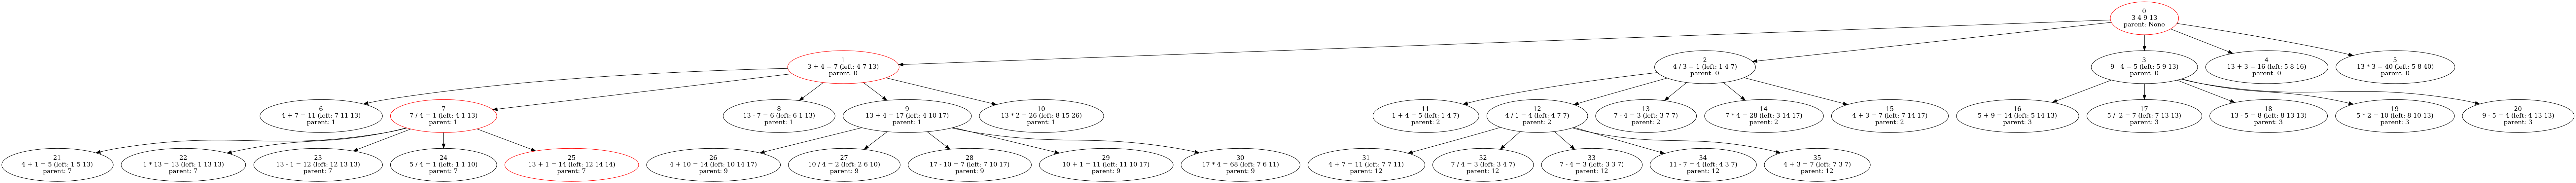 0
3 4 9 13
parent: None
1
3 + 4 = 7 (left: 4 7 13)
parent: 0
2
4 / 3 = 1 (left: 1 4 7)
parent: 0
3
9 - 4 = 5 (left: 5 9 13)
parent: 0
4
13 + 3 = 16 (left: 5 8 16)
parent: 0
5
13 * 3 = 40 (left: 5 8 40)
parent: 0
6
4 + 7 = 11 (left: 7 11 13)
parent: 1
7
7 / 4 = 1 (left: 4 1 13)
parent: 1
8
13 - 7 = 6 (left: 6 1 13)
parent: 1
9
13 + 4 = 17 (left: 4 10 17)
parent: 1
10
13 * 2 = 26 (left: 8 15 26)
parent: 1
11
1 + 4 = 5 (left: 1 4 7)
parent: 2
12
4 / 1 = 4 (left: 4 7 7)
parent: 2
13
7 - 4 = 3 (left: 3 7 7)
parent: 2
14
7 * 4 = 28 (left: 3 14 17)
parent: 2
15
4 + 3 = 7 (left: 7 14 17)
parent: 2
16
5 + 9 = 14 (left: 5 14 13)
parent: 3
17
5 / 2 = 7 (left: 7 13 13)
parent: 3
18
13 - 5 = 8 (left: 8 13 13)
parent: 3
19
5 * 2 = 10 (left: 8 10 13)
parent: 3
20
9 - 5 = 4 (left: 4 13 13)
parent: 3
21
4 + 1 = 5 (left: 1 5 13)
parent: 7
22
1 * 13 = 13 (left: 1 13 13)
parent: 7
23
13 - 1 = 12 (left: 12 13 13)
parent: 7
24
5 / 4 = 1 (left: 1 1 10)
parent: 7
25
13 + 1 = 14 (left: 12 14 14)
parent: 7
26
4 + 10 = 14 (left: 10 14 17)
parent: 9
27
10 / 4 = 2 (left: 2 6 10)
parent: 9
28
17 - 10 = 7 (left: 7 10 17)
parent: 9
29
10 + 1 = 11 (left: 11 10 17)
parent: 9
30
17 * 4 = 68 (left: 7 6 11)
parent: 9
31
4 + 7 = 11 (left: 7 7 11)
parent: 12
32
7 / 4 = 3 (left: 3 4 7)
parent: 12
33
7 - 4 = 3 (left: 3 3 7)
parent: 12
34
11 - 7 = 4 (left: 4 3 7)
parent: 12
35
4 + 3 = 7 (left: 7 3 7)
parent: 12